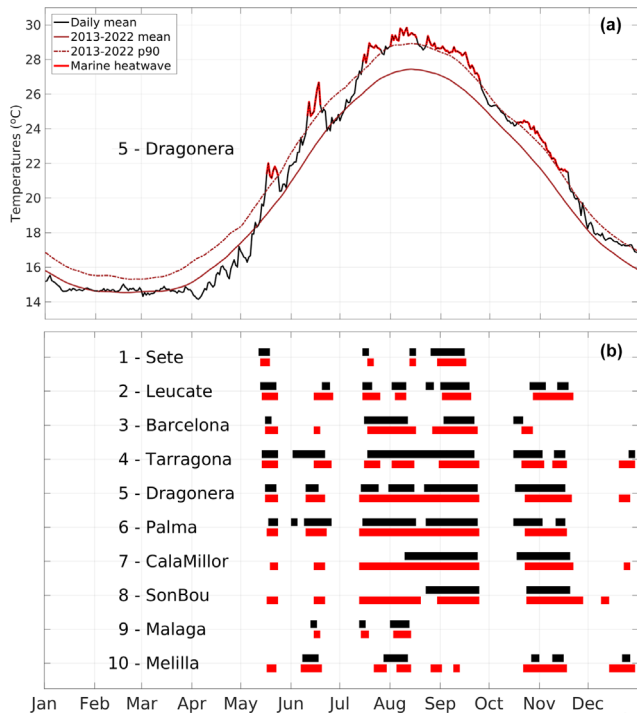 (a)
Daily mean
2013-2022 mean
2013-2022 p90
Marine heatwave
Temperatures (ºC)
30
28
26
24
22
20
18
16
14
5 - Dragonera
(b)
1 - Sete
2 - Leucate
3 - Barcelona
4 - Tarragona
5 - Dragonera
6 - Palma
7 - CalaMillor
8 - SonBou
9 - Malaga
10 - Melilla
Jan Feb Mar Apr May Jun Jul Aug Sep Oct Nov Dec